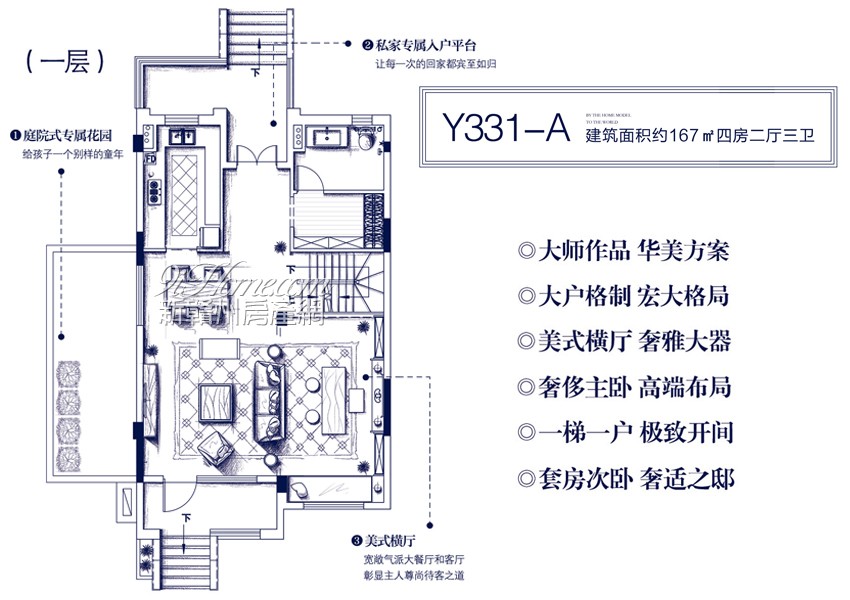 （一层）
❷私家专属入户平台
让每一次的回家都宾至如归
❶庭院式专属花园
给孩子一个别样的童年
Y331-A
BY THE HOME MODEL
TO THE WORLD
建筑面积约167㎡四房二厅三卫
◎大师作品 华美方案
◎大户格制 宏大格局
◎美式横厅 奢雅大器
◎奢侈主卧 高端布局
◎一梯一户 极致开间
◎套房次卧 奢适之邸
下
FD
下
下
新赣州房產網
下
❸美式横厅
宽敞气派大餐厅和客厅
彰显主人尊尚待客之道